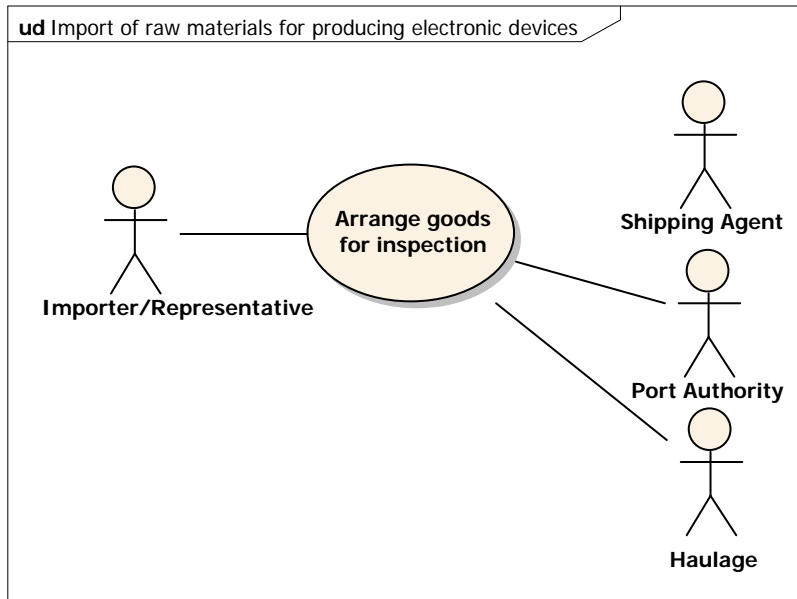 ud Import of raw materials for producing electronic devices
Arrange goods
for inspection
Importer/Representative
Shipping Agent
Port Authority
Haulage